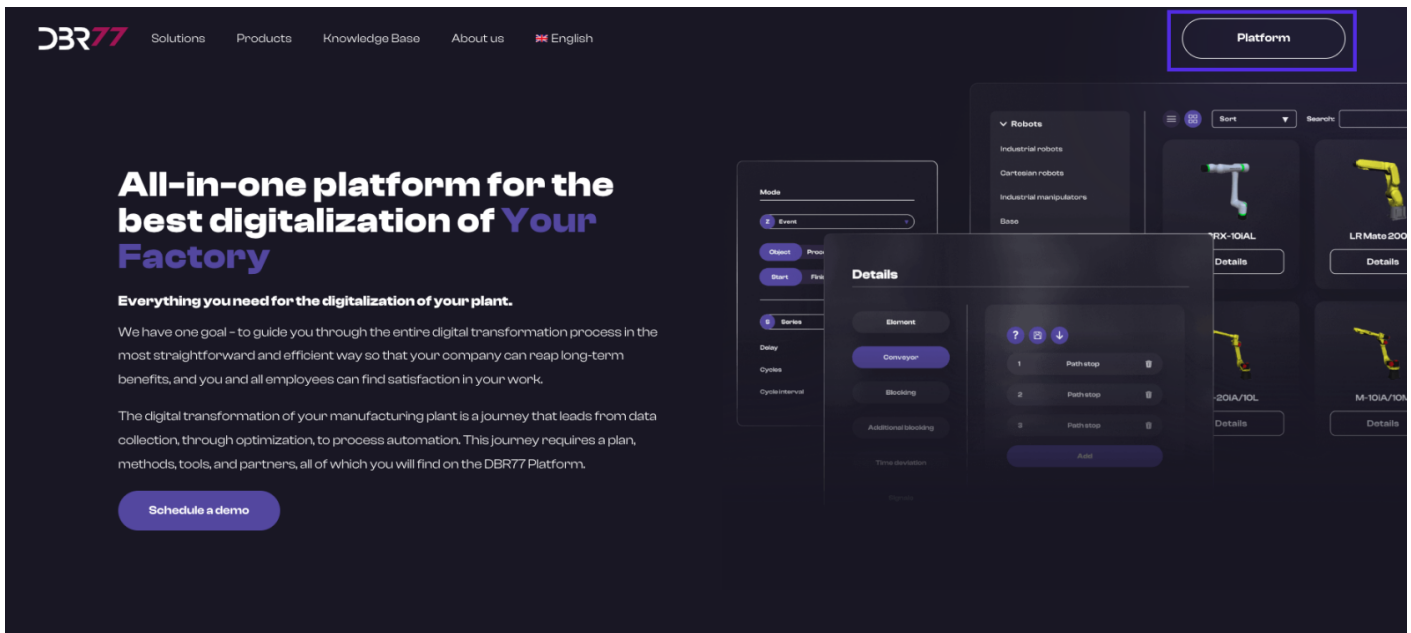 DBR77
Solutions
Products
Knowledge Base
About us
English
Platform
All-in-one platform for the
best digitalization of Your
Factory
Everything you need for the digitalization of your plant.
We have one goal – to guide you through the entire digital transformation process in the
most straightforward and efficient way so that your company can reap long-term
benefits, and you and all employees can find satisfaction in your work.
The digital transformation of your manufacturing plant is a journey that leads from data
collection, through optimization, to process automation. This journey requires a plan,
methods, tools, and partners, all of which you will find on the DBR77 Platform.
Schedule a demo
Mode
Event
Object
Start
Series
Delay
Cycles
Cycle interval
Details
Element
Conveyor
Blocking
Additional blocking
Time deviation
?
1 Path stop
2 Path stop
3 Path stop
Add
Robots
Industrial robots
Cartesian robots
Industrial manipulators
Base
Sort
Search:
RX-10iAL
Details
LR Mate 200
Details
-20iA/10L
Details
M-10iA/10M
Details